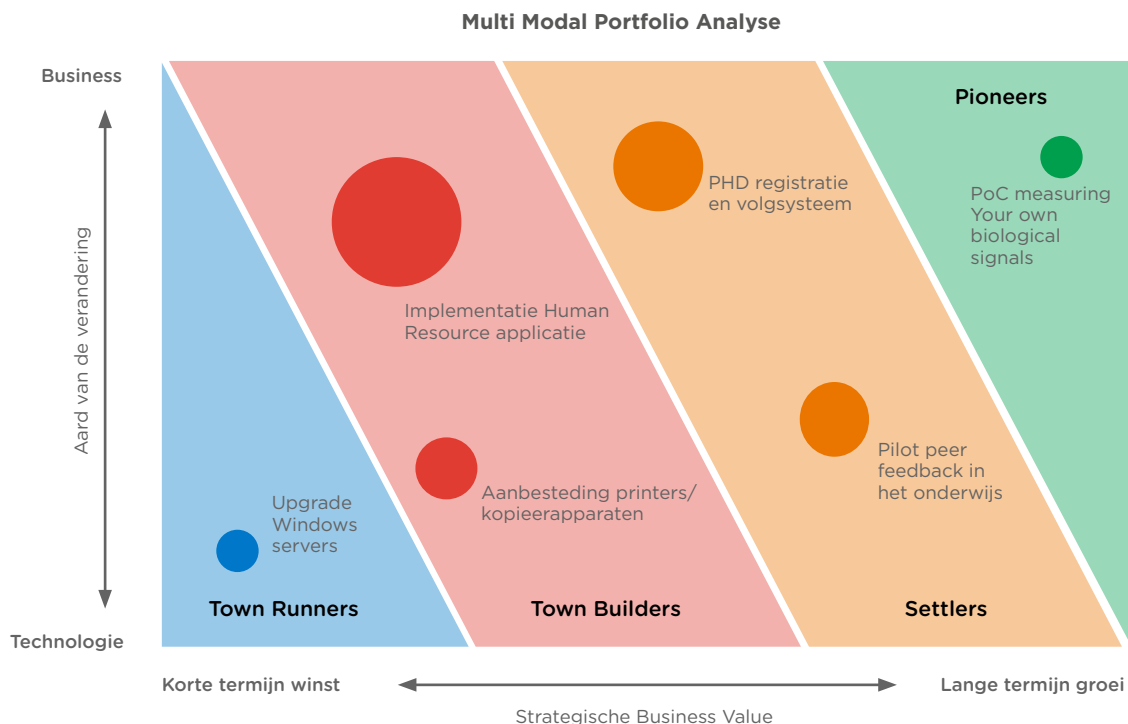 Multi Modal Portfolio Analyse
Business
Pioneers
PHD registratie
en volgsysteem
PoC measuring
Your own
biological
signals
Aard van de verandering
Implementatie Human
Resource applicatie
Pilot peer
feedback in
het onderwijs
Aanbesteding printers/
kopieerapparaten
Upgrade
Windows
servers
Town Runners
Town Builders
Settlers
Technologie
Korte termijn winst
Lange termijn groei
Strategische Business Value